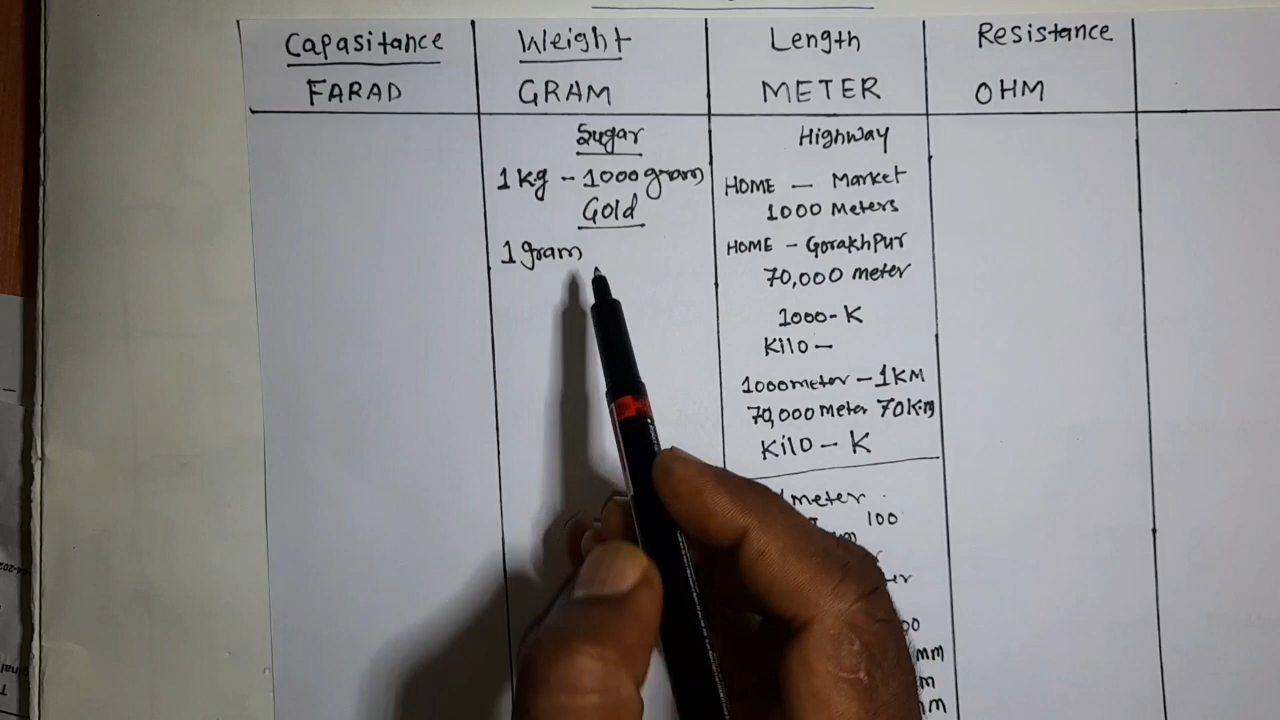 Capasitance
FARAD
Weight
GRAM
Sugar
1 Kg - 1000 gram
Gold
1 gram
Length
METER
Highway
HOME - Market
1000 Meters
HOME - Gorakhpur
70,000 meter
1000 - K
Kilo -
1000 meter - 1KM
70,000 Meter 70Km
Kilo - K
meter
100
mm
Resistance
OHM